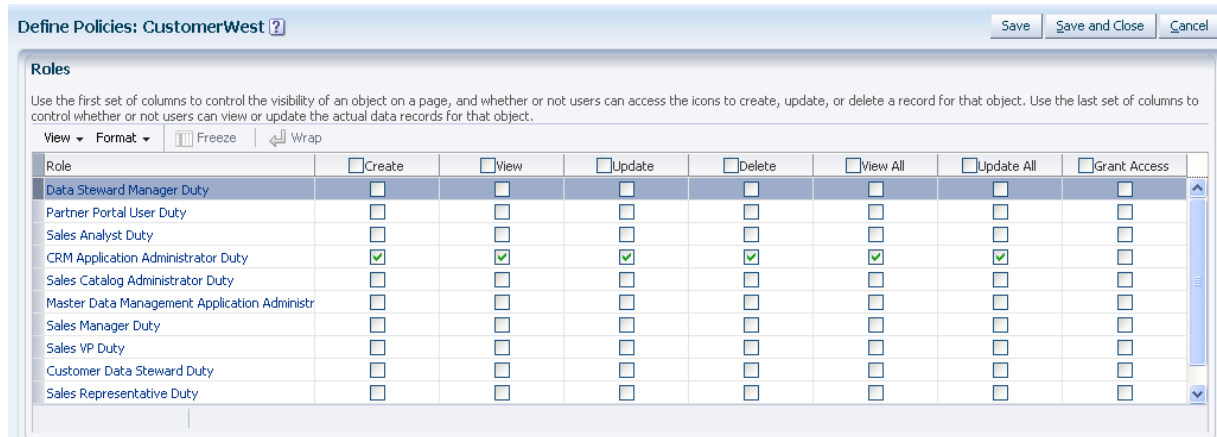 Define Policies: CustomerWest ? Save Save and Close Cancel
Roles
Use the first set of columns to control the visibility of an object on a page, and whether or not users can access the icons to create, update, or delete a record for that object. Use the last set of columns to
control whether or not users can view or update the actual data records for that object.
View Format Freeze Wrap
Role Create View Update Delete View All Update All Grant Access
Data Steward Manager Duty
Partner Portal User Duty
Sales Analyst Duty
CRM Application Administrator Duty
Sales Catalog Administrator Duty
Master Data Management Application Administr
Sales Manager Duty
Sales VP Duty
Customer Data Steward Duty
Sales Representative Duty